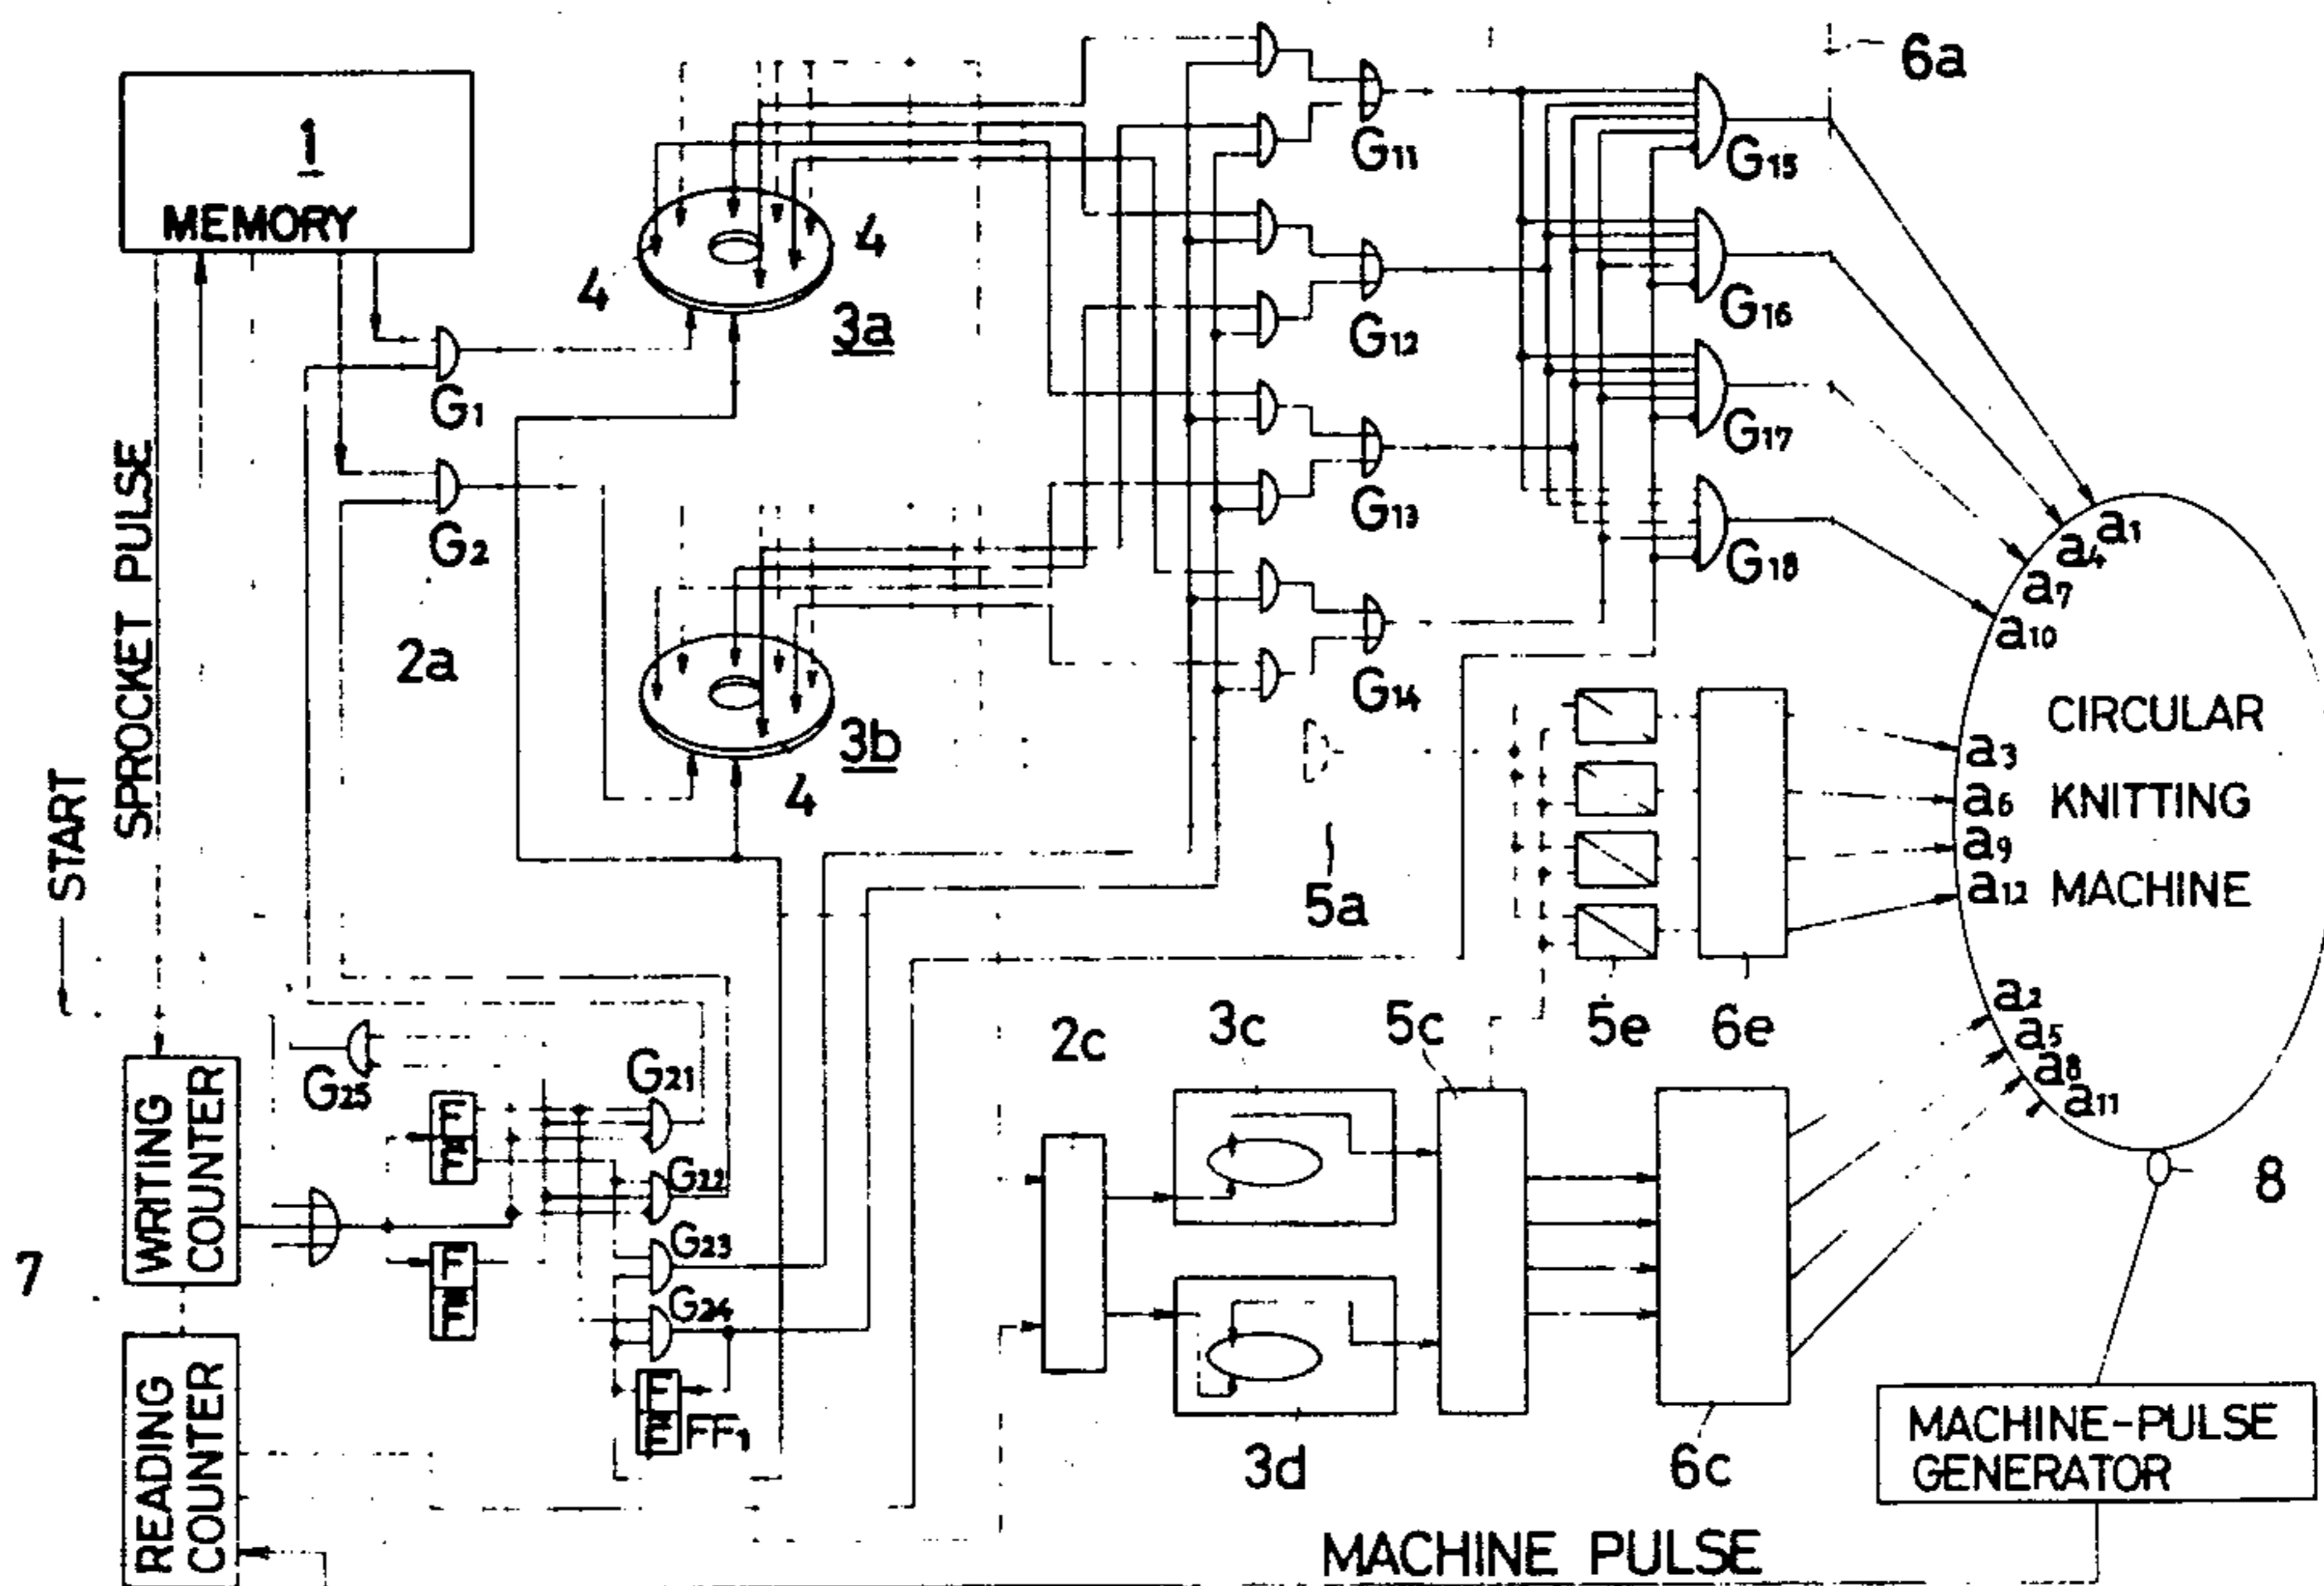 6a
1
MEMORY
G11
G15
4
4
3a
G16
G12
G1
G17
SPROCKET PULSE
G2
G13
G18
a1
a4
a7
a10
2a
G14
3b
4
START
CIRCULAR
KNITTING
MACHINE
a3
a6
a9
a12
5a
5e
6e
a2
a5
a8
a11
2c
3c
5c
G25
G21
G22
G23
G24
F
F
F
F
WRITING
COUNTER
7
8
READING
COUNTER
F
F
FF1
3d
6c
MACHINE-PULSE
GENERATOR
MACHINE PULSE